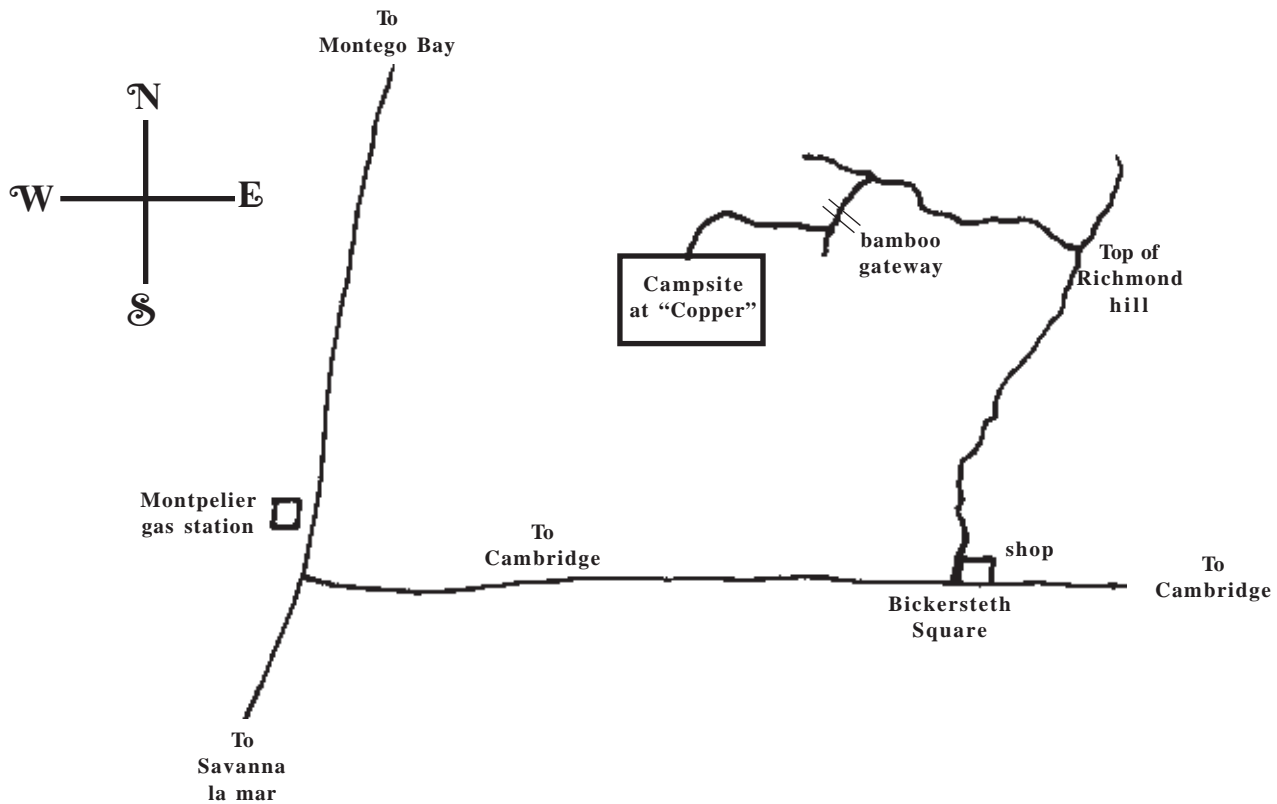 To
Montego Bay
N
W
E
S
bamboo
gateway
Top of
Richmond
hill
Campsite
at “Copper”
Montpelier
gas station
To
Cambridge
shop
To
Cambridge
Bickersteth
Square
To
Savanna
la mar